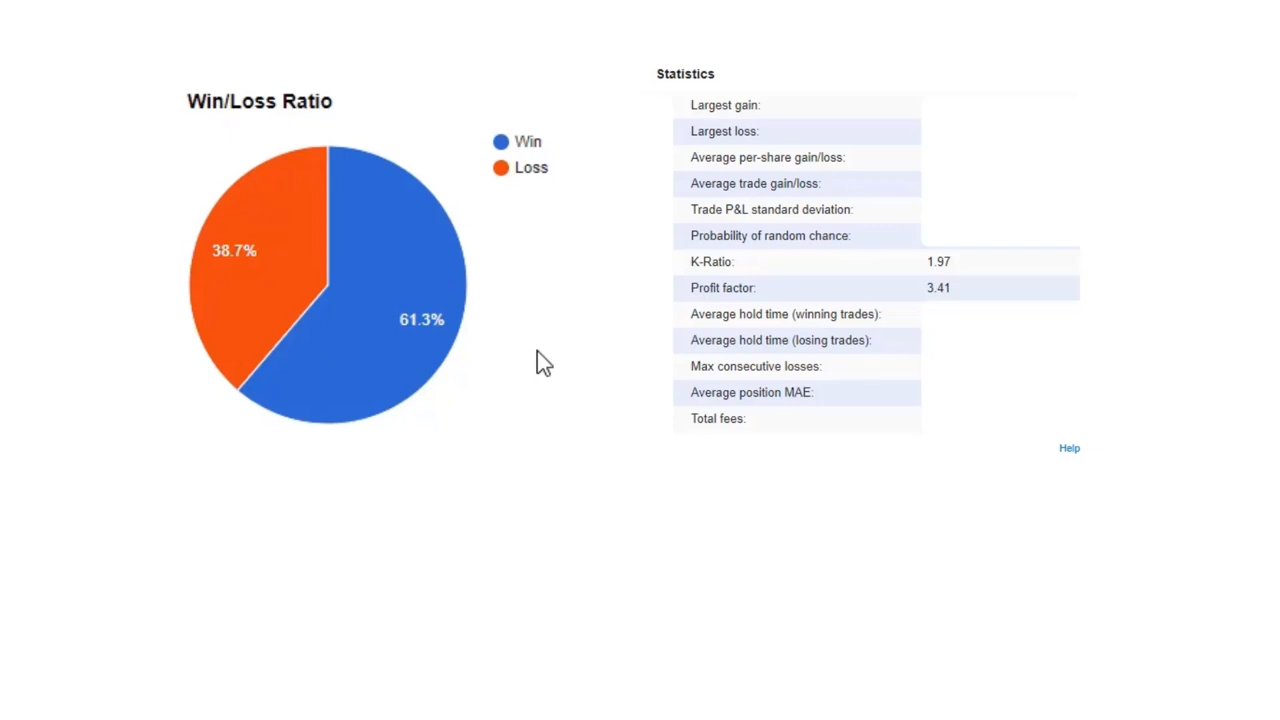 Win/Loss Ratio
Win
Loss
38.7%
61.3%
Statistics
Largest gain:
Largest loss:
Average per-share gain/loss:
Average trade gain/loss:
Trade P&L standard deviation:
Probability of random chance:
K-Ratio: 1.97
Profit factor: 3.41
Average hold time (winning trades):
Average hold time (losing trades):
Max consecutive losses:
Average position MAE:
Total fees:
Help